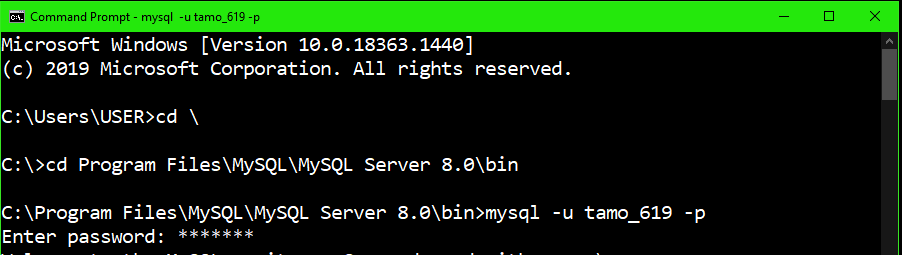 Command Prompt - mysql -u tamo_619 -p
Microsoft Windows [Version 10.0.18363.1440]
(c) 2019 Microsoft Corporation. All rights reserved.
C:\Users\USER>cd \
C:\>cd Program Files\MySQL\MySQL Server 8.0\bin
C:\Program Files\MySQL\MySQL Server 8.0\bin>mysql -u tamo_619 -p
Enter password: *******